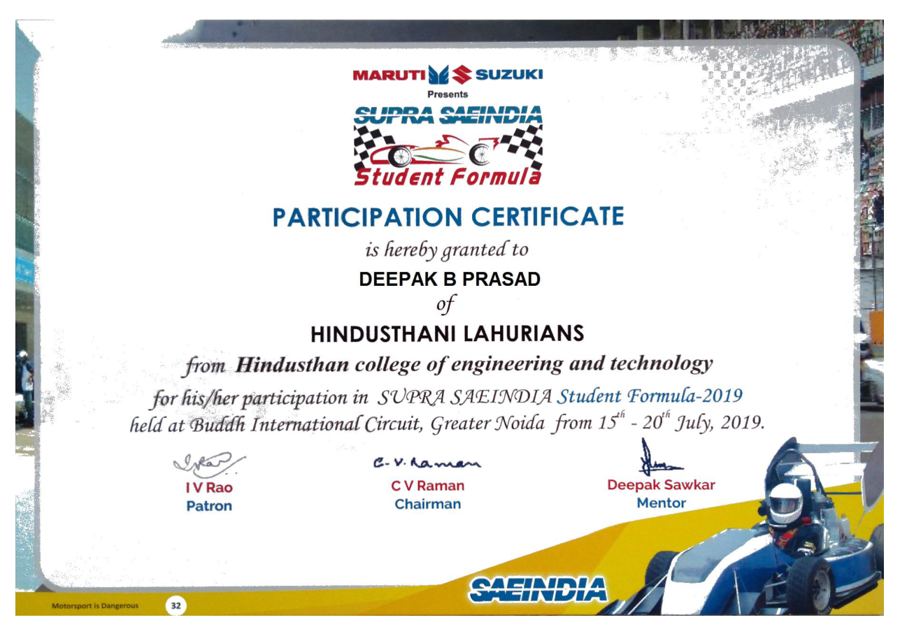 MARUTI SUZUKI
Presents
SUPRA SAEINDIA
Student Formula
PARTICIPATION CERTIFICATE
is hereby granted to
DEEPAK B PRASAD
of
HINDUSTHANI LAHURIANS
from Hindusthan college of engineering and technology
for his/her participation in SUPRA SAEINDIA Student Formula-2019
held at Buddh International Circuit, Greater Noida from 15th - 20th July, 2019.
C. V. Raman
I V Rao C V Raman Deepak Sawkar
Patron Chairman Mentor
SAEINDIA
Motorsport is Dangerous 32